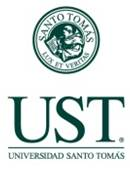 SANTO TOMÁS
LUX ET VERITAS
UST®
UNIVERSIDAD SANTO TOMÁS